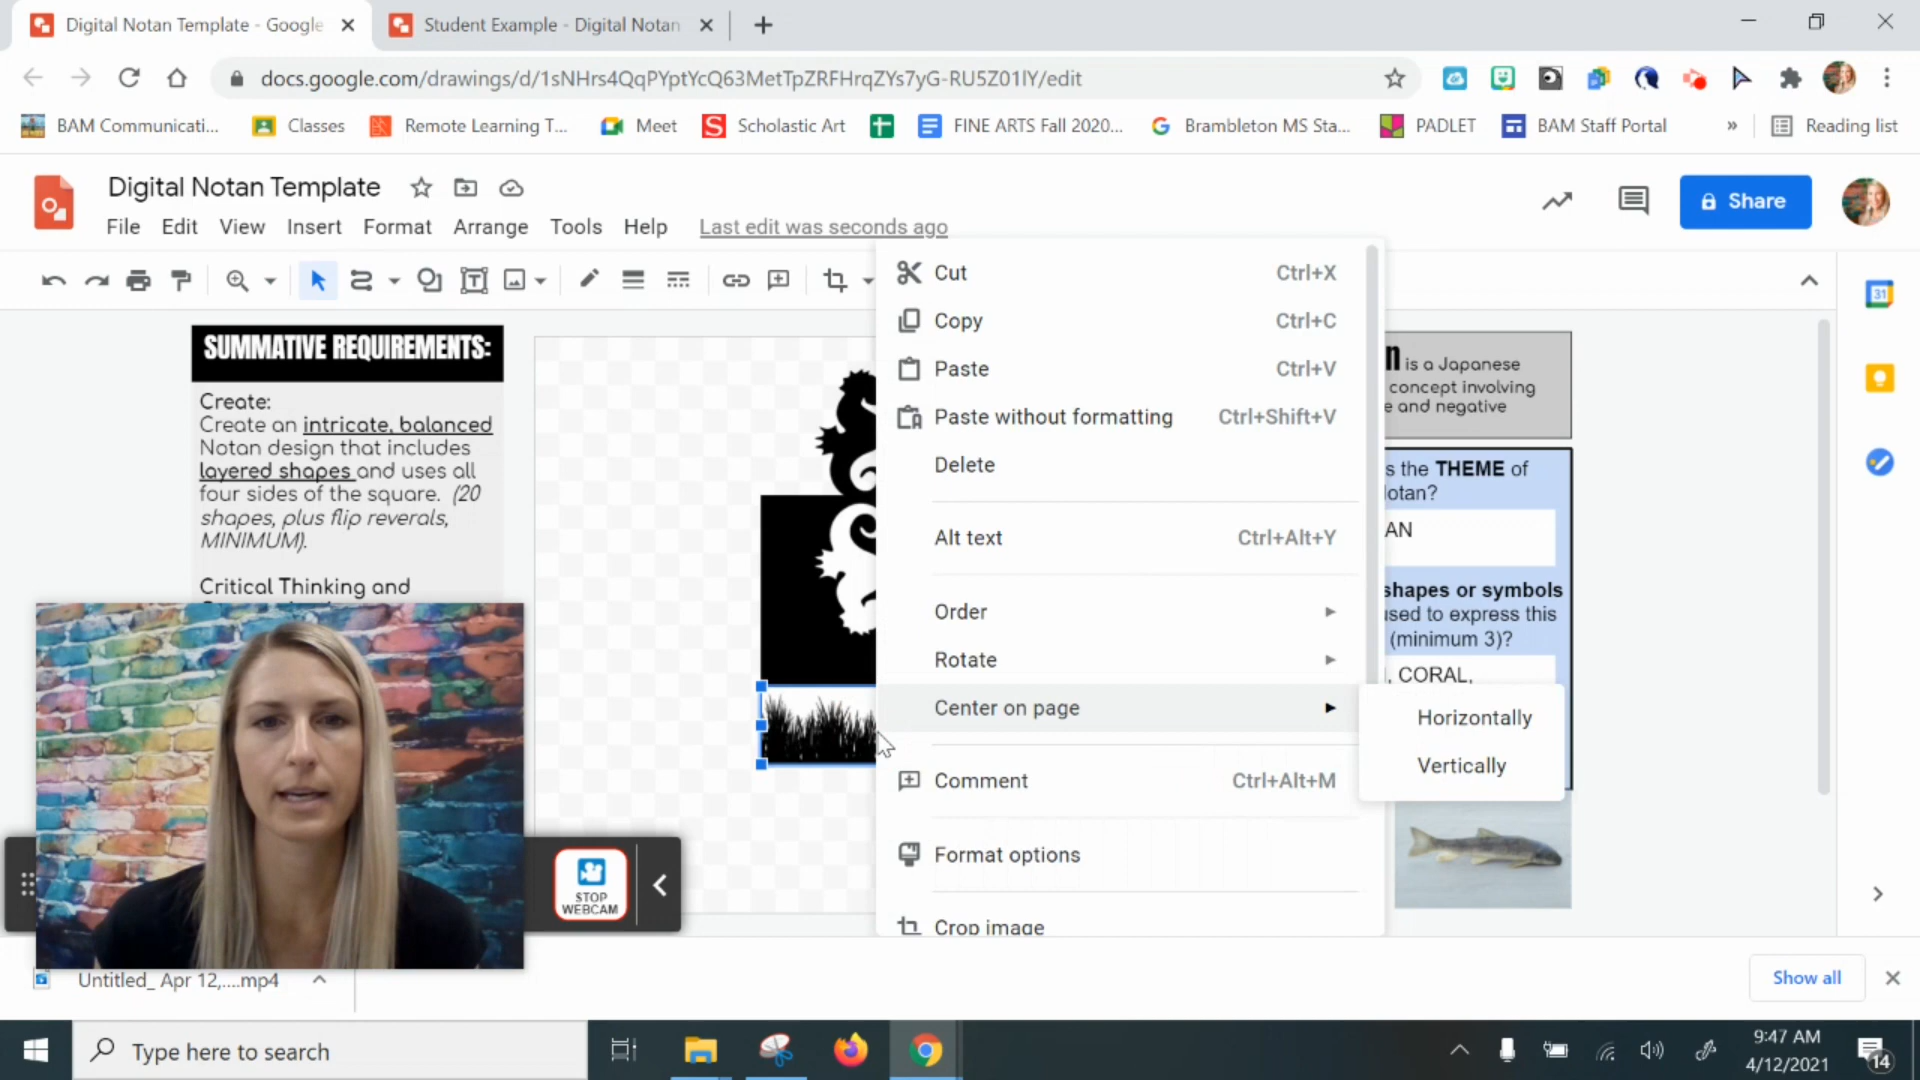 Digital Notan Template - Google
Student Example - Digital Notan
docs.google.com/drawings/d/1sNHrs4QqPYptYcQ63MetTpZRFHrqZYs7yG-RU5Z01lY/edit
BAM Communicati...
Classes
Remote Learning T...
Meet
Scholastic Art
FINE ARTS Fall 2020...
Brambleton MS Sta...
PADLET
BAM Staff Portal
»
Reading list
Digital Notan Template
Share
File Edit View Insert Format Arrange Tools Help Last edit was seconds ago
31
SUMMATIVE REQUIREMENTS:
Create:
Create an intricate, balanced
Notan design that includes
layered shapes and uses all
four sides of the square. (20
shapes, plus flip reverals,
MINIMUM).
Critical Thinking and
Cut Ctrl+X
Copy Ctrl+C
Paste Ctrl+V
Paste without formatting Ctrl+Shift+V
Delete
Alt text Ctrl+Alt+Y
Order
Rotate
Center on page
Comment Ctrl+Alt+M
Format options
Crop image
Horizontally
Vertically
n is a Japanese
concept involving
e and negative
s the THEME of
otan?
AN
shapes or symbols
used to express this
(minimum 3)?
, CORAL,
STOP
WEBCAM
Untitled_ Apr 12,....mp4
Show all
Type here to search
9:47 AM
4/12/2021
14